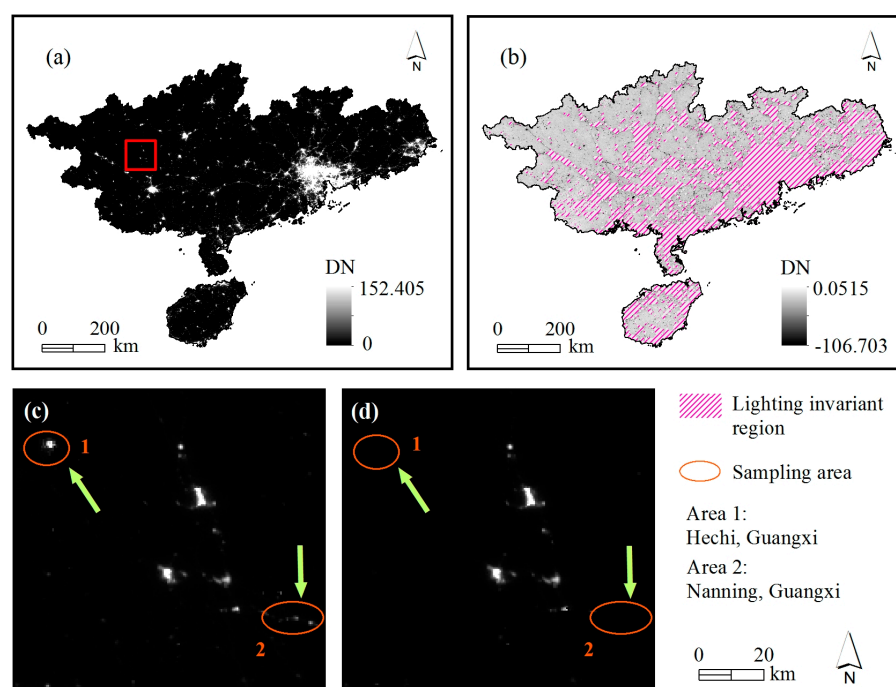 (a)
N
DN
152.405
0
0 200
km
(b)
N
DN
0.0515
-106.703
0 200
km
(c)
1
2
(d)
1
2
Lighting invariant
region
Sampling area
Area 1:
Hechi, Guangxi
Area 2:
Nanning, Guangxi
0 20
km
N